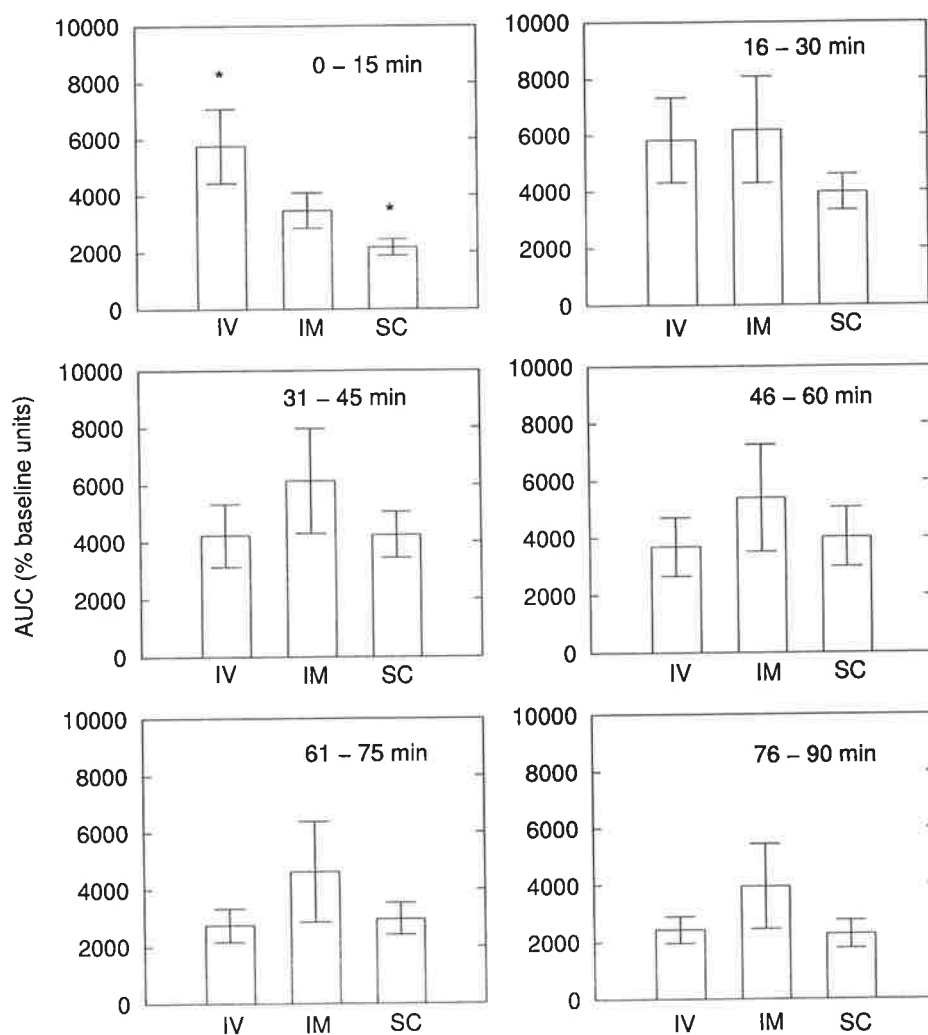 10000
8000
6000
4000
2000
0
0 – 15 min
*
*
IV
IM
SC
10000
8000
6000
4000
2000
0
16 – 30 min
IV
IM
SC
AUC (% baseline units)
10000
8000
6000
4000
2000
0
31 – 45 min
IV
IM
SC
10000
8000
6000
4000
2000
0
46 – 60 min
IV
IM
SC
10000
8000
6000
4000
2000
0
61 – 75 min
IV
IM
SC
10000
8000
6000
4000
2000
0
76 – 90 min
IV
IM
SC